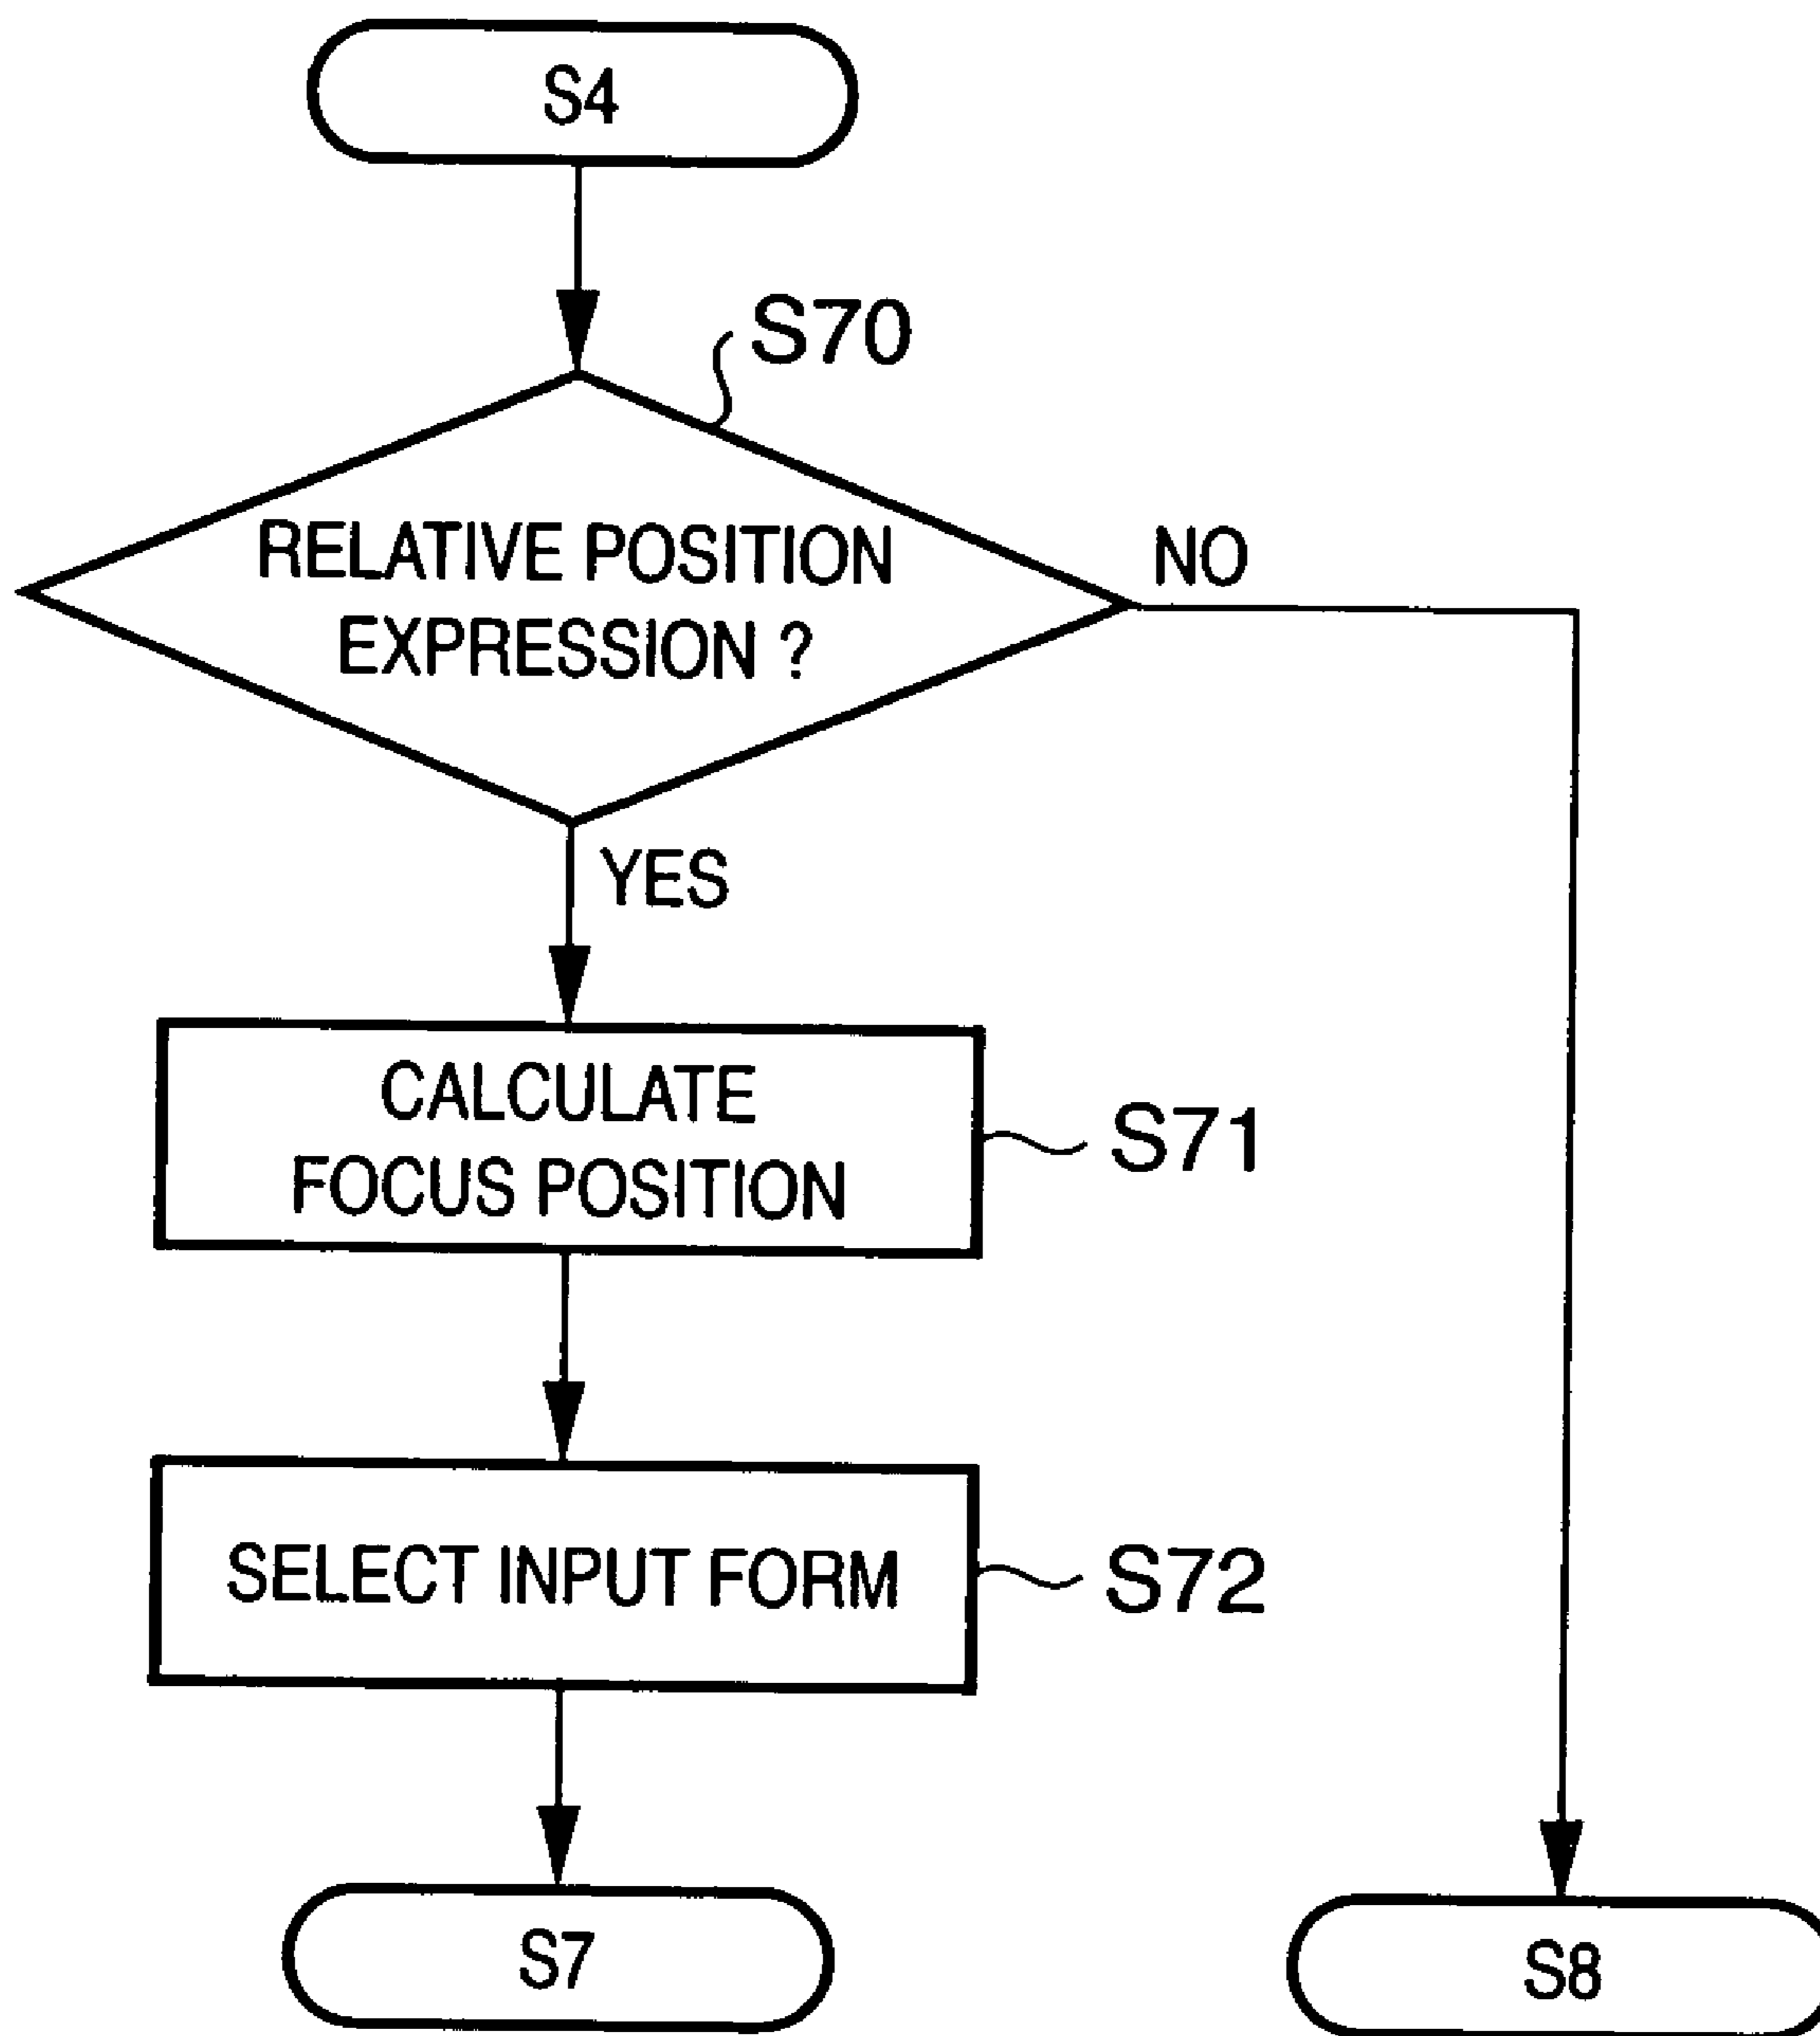 S4
S70
RELATIVE POSITION
EXPRESSION ?
NO
YES
CALCULATE
FOCUS POSITION
S71
SELECT INPUT FORM
S72
S7
S8